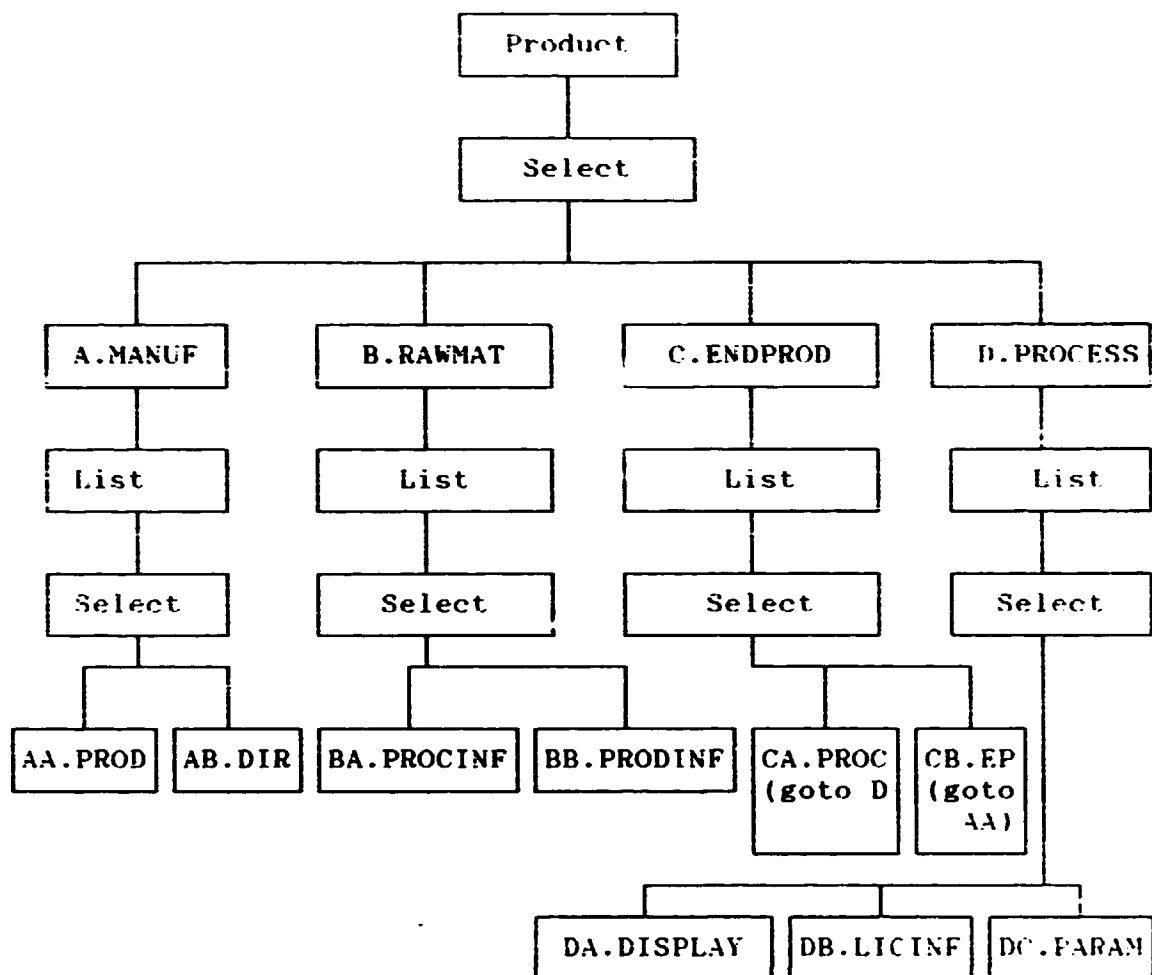 Product
Select
A.MANUF B.RAWMAT C.ENDPROD D.PROCESS
List List List List
Select Select Select Select
AA.PROD AB.DIR BA.PROCINF BB.PRODINF CA.PROC CB.EP
(goto D (goto
AA)
DA.DISPLAY DB.LICINF DC.PARAM